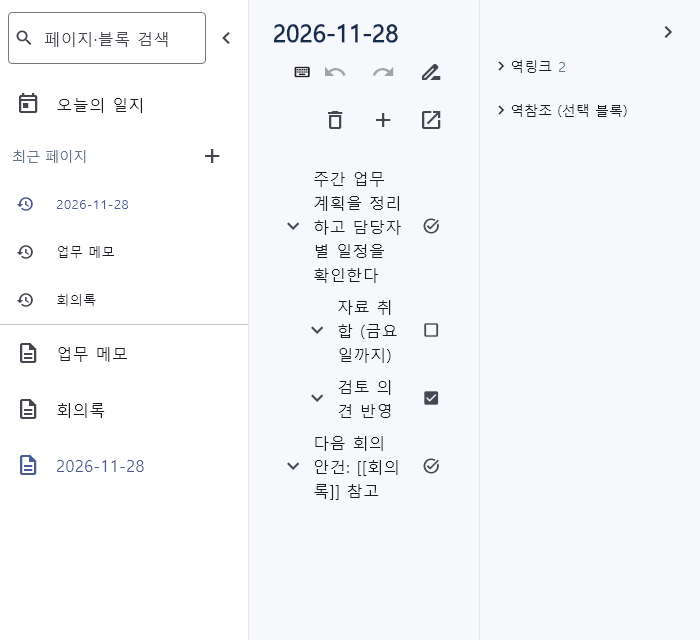 페이지·블록 검색
오늘의 일지
최근 페이지
2026-11-28
업무 메모
회의록
업무 메모
회의록
2026-11-28
2026-11-28
주간 업무
계획을 정리
하고 담당자
별 일정을
확인한다
자료 취
합 (금요
일까지)
검토 의
견 반영
다음 회의
안건: [[회의
록]] 참고
역링크 2
역참조 (선택 블록)